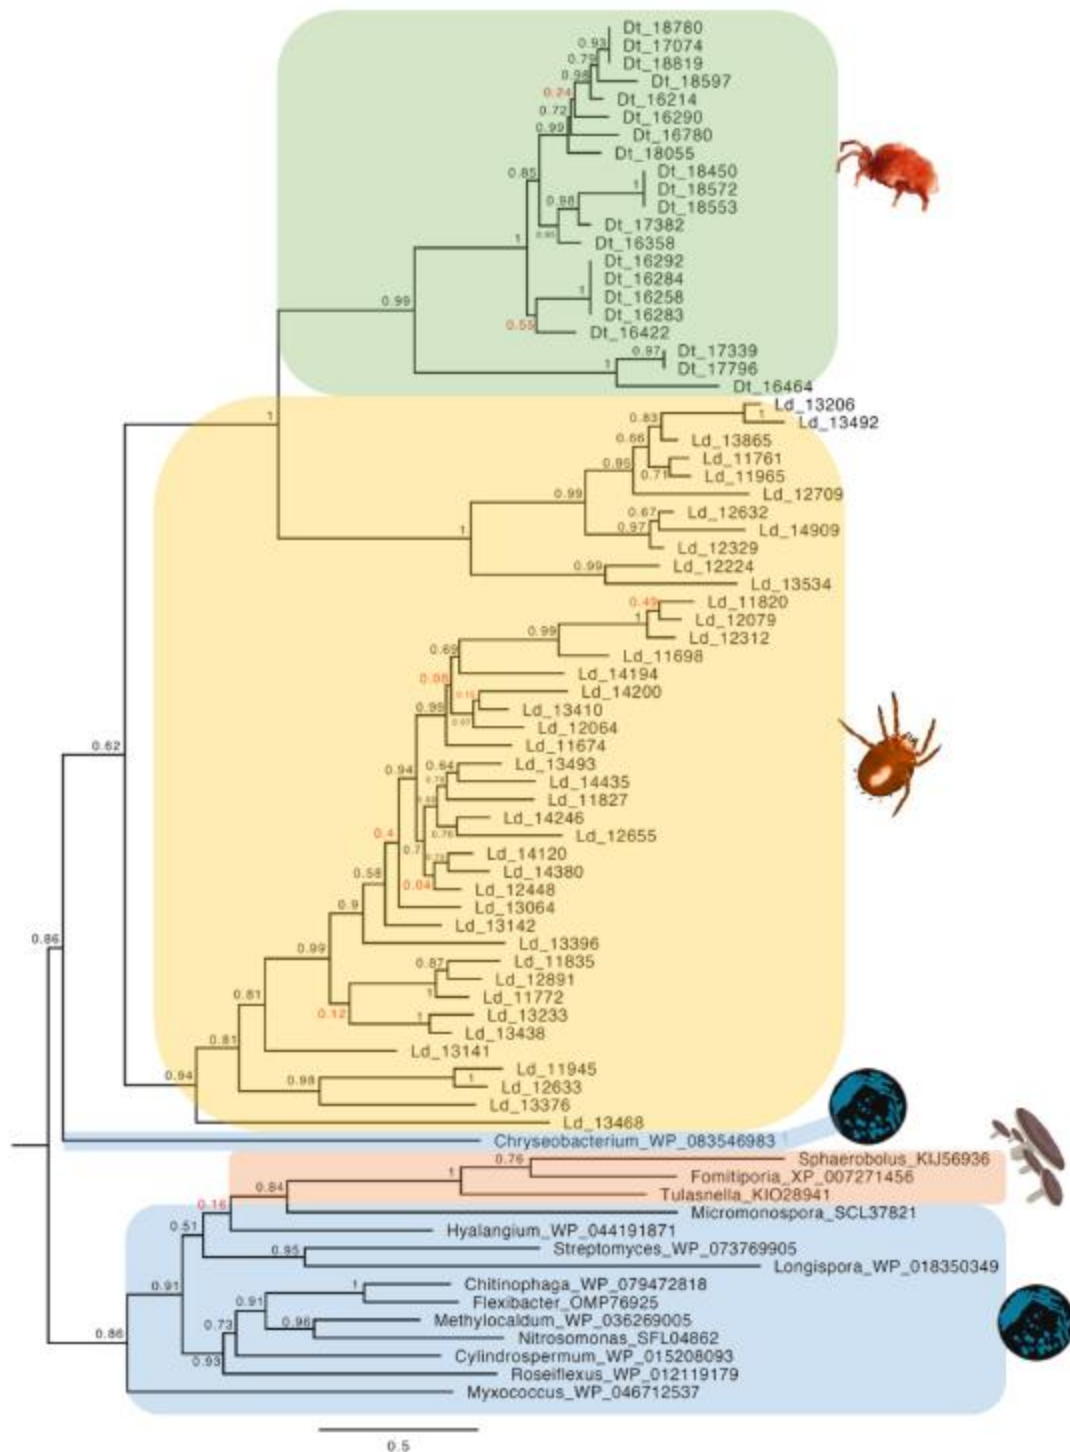 Dt_18780
0.93
Dt_17074
0.79
Dt_18819
0.98
Dt_18597
0.24
Dt_16214
0.72
Dt_16290
0.99
Dt_16780
Dt_18055
0.85
Dt_18450
1
Dt_18572
0.98
Dt_18553
Dt_17382
1
Dt_16358
Dt_16292
Dt_16284
0.99
1
Dt_16258
Dt_16283
0.55
Dt_16422
0.97
Dt_17339
1
Dt_17796
Dt_16464
1
Ld_13206
0.83
1
Ld_13492
0.66
Ld_13865
Ld_11761
0.95
0.71
Ld_11965
0.99
Ld_12709
0.67
Ld_12632
0.97
Ld_14909
1
Ld_12329
0.99
Ld_12224
Ld_13534
0.49
Ld_11820
1
Ld_12079
0.99
Ld_12312
0.69
Ld_11698
0.08
Ld_14194
Ld_14200
0.99
Ld_13410
Ld_12064
Ld_11674
0.62
0.94
0.64
Ld_13493
Ld_14435
Ld_11827
Ld_14246
0.4
0.76
Ld_12655
0.7
Ld_14120
0.58
Ld_14380
0.04
Ld_12448
0.9
Ld_13064
Ld_13142
0.86
0.99
Ld_13396
0.87
Ld_11835
Ld_12891
0.81
1
Ld_11772
0.12
1
Ld_13233
Ld_13438
0.81
Ld_13141
0.94
0.98
Ld_11945
1
Ld_12633
Ld_13376
Ld_13468
Chryseobacterium_WP_083546983
0.76
Sphaerobolus_KIJ56936
1
Fomitiporia_XP_007271456
0.84
Tulasnella_KIO28941
0.16
Micromonospora_SCL37821
0.51
Hyalangium_WP_044191871
0.95
Streptomyces_WP_073769905
Longispora_WP_018350349
0.91
1
Chitinophaga_WP_079472818
0.91
Flexibacter_OMP76925
0.96
Methylocaldum_WP_036269005
0.73
Nitrosomonas_SFL04862
0.86
0.93
Cylindrospermum_WP_015208093
Roseiflexus_WP_012119179
Myxococcus_WP_046712537
0.5